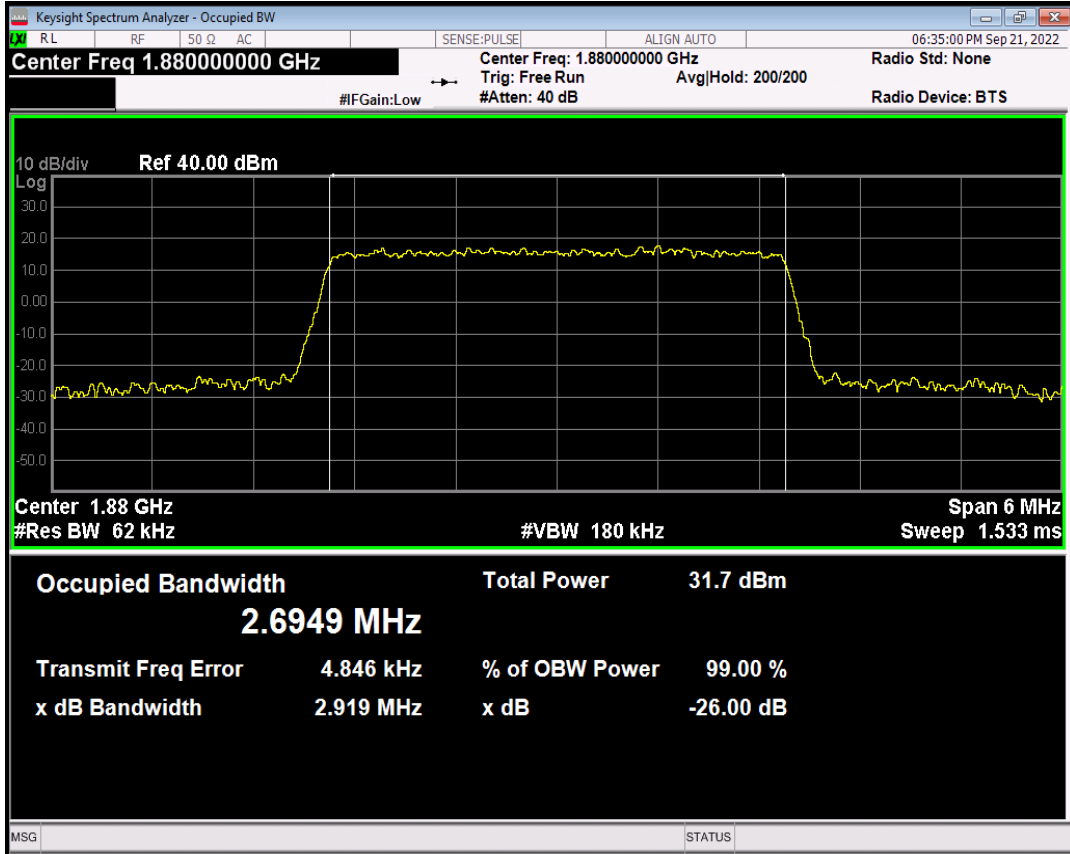 Keysight Spectrum Analyzer - Occupied BW
LXI RL RF 50 Ω AC SENSE:PULSE ALIGN AUTO 06:35:00 PM Sep 21, 2022
Center Freq 1.880000000 GHz Center Freq: 1.880000000 GHz Radio Std: None
Trig: Free Run Avg|Hold: 200/200
#IFGain:Low #Atten: 40 dB Radio Device: BTS
10 dB/div Ref 40.00 dBm
Log
30.0
20.0
10.0
0.00
-10.0
-20.0
-30.0
-40.0
-50.0
Center 1.88 GHz Span 6 MHz
#Res BW 62 kHz #VBW 180 kHz Sweep 1.533 ms
Occupied Bandwidth Total Power 31.7 dBm
2.6949 MHz
Transmit Freq Error 4.846 kHz % of OBW Power 99.00 %
x dB Bandwidth 2.919 MHz x dB -26.00 dB
MSG STATUS